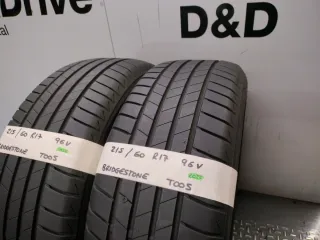 Drive
D&D
215/60 R17 96V
BRIDGESTONE T005
215/60 R17 96V
BRIDGESTONE T005